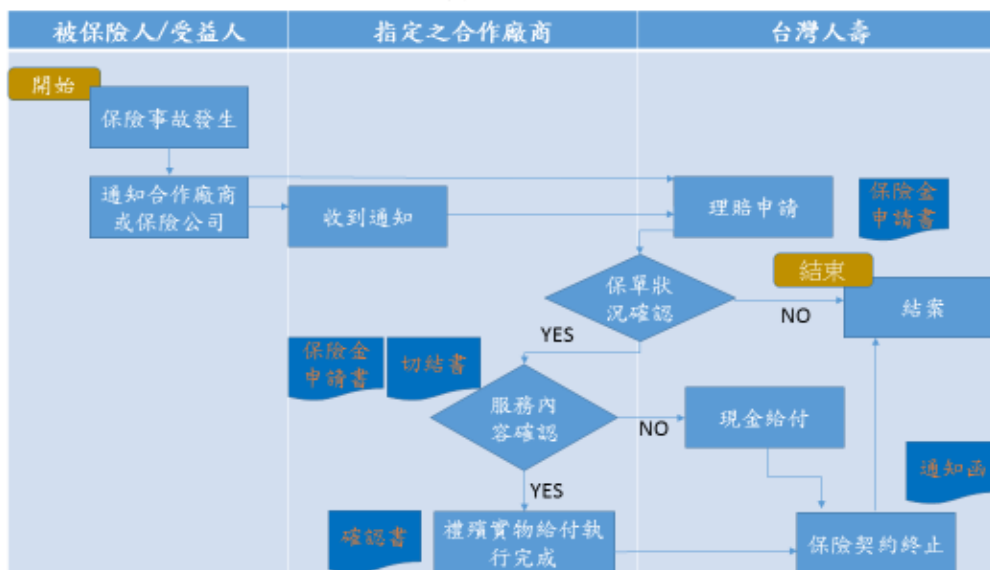 被保險人/受益人
指定之合作廠商
台灣人壽
開始
保險事故發生
通知合作廠商
或保險公司
收到通知
理賠申請
保險金
申請書
保單狀
況確認
NO
結束
結案
YES
保險金
申請書
切結書
服務內
容確認
NO
現金給付
通知函
YES
確認書
禮殯實物給付執
行完成
保險契約終止